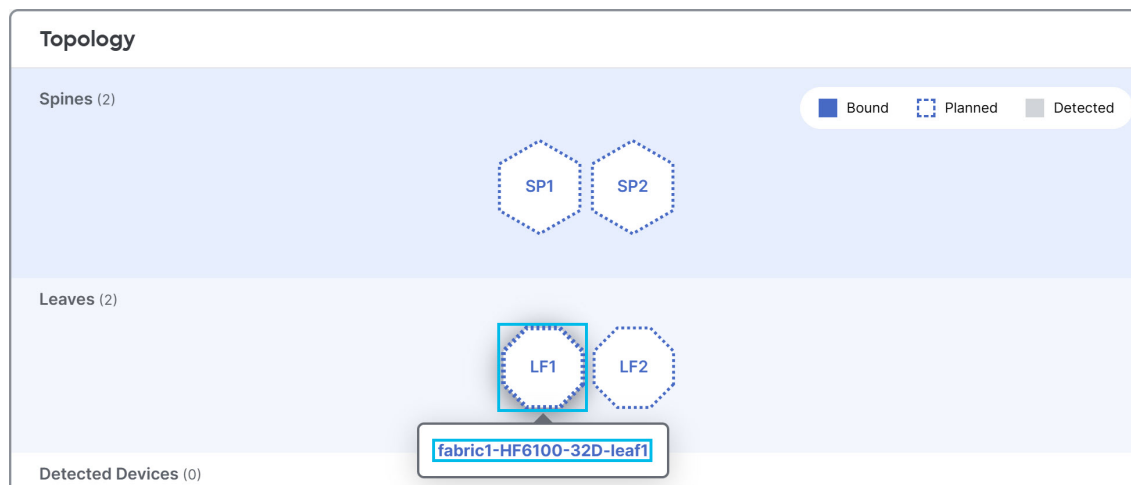 Topology
Spines (2)
Bound
Planned
Detected
SP1
SP2
Leaves (2)
LF1
LF2
fabric1-HF6100-32D-leaf1
Detected Devices (0)